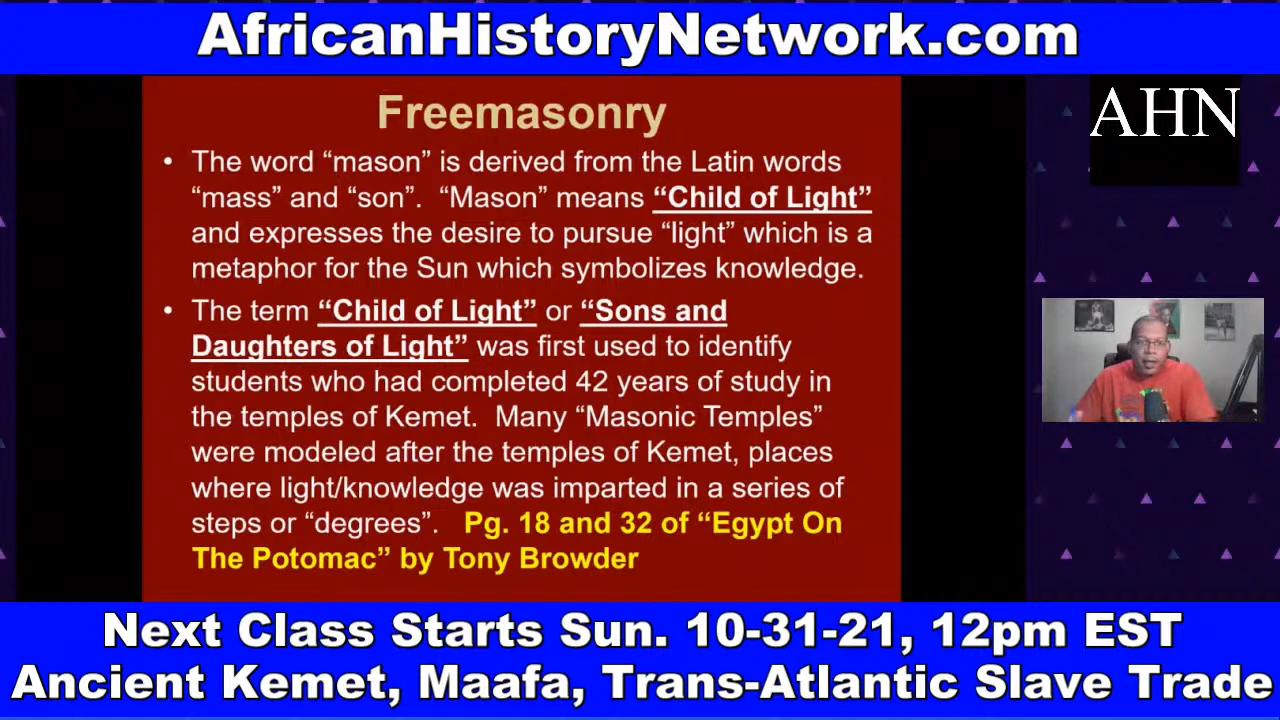 AfricanHistoryNetwork.com
AHN
Freemasonry
• The word “mason” is derived from the Latin words
“mass” and “son”. “Mason” means “Child of Light”
and expresses the desire to pursue “light” which is a
metaphor for the Sun which symbolizes knowledge.
• The term “Child of Light” or “Sons and
Daughters of Light” was first used to identify
students who had completed 42 years of study in
the temples of Kemet. Many “Masonic Temples”
were modeled after the temples of Kemet, places
where light/knowledge was imparted in a series of
steps or “degrees”. Pg. 18 and 32 of “Egypt On
The Potomac” by Tony Browder
Next Class Starts Sun. 10-31-21, 12pm EST
Ancient Kemet, Maafa, Trans-Atlantic Slave Trade